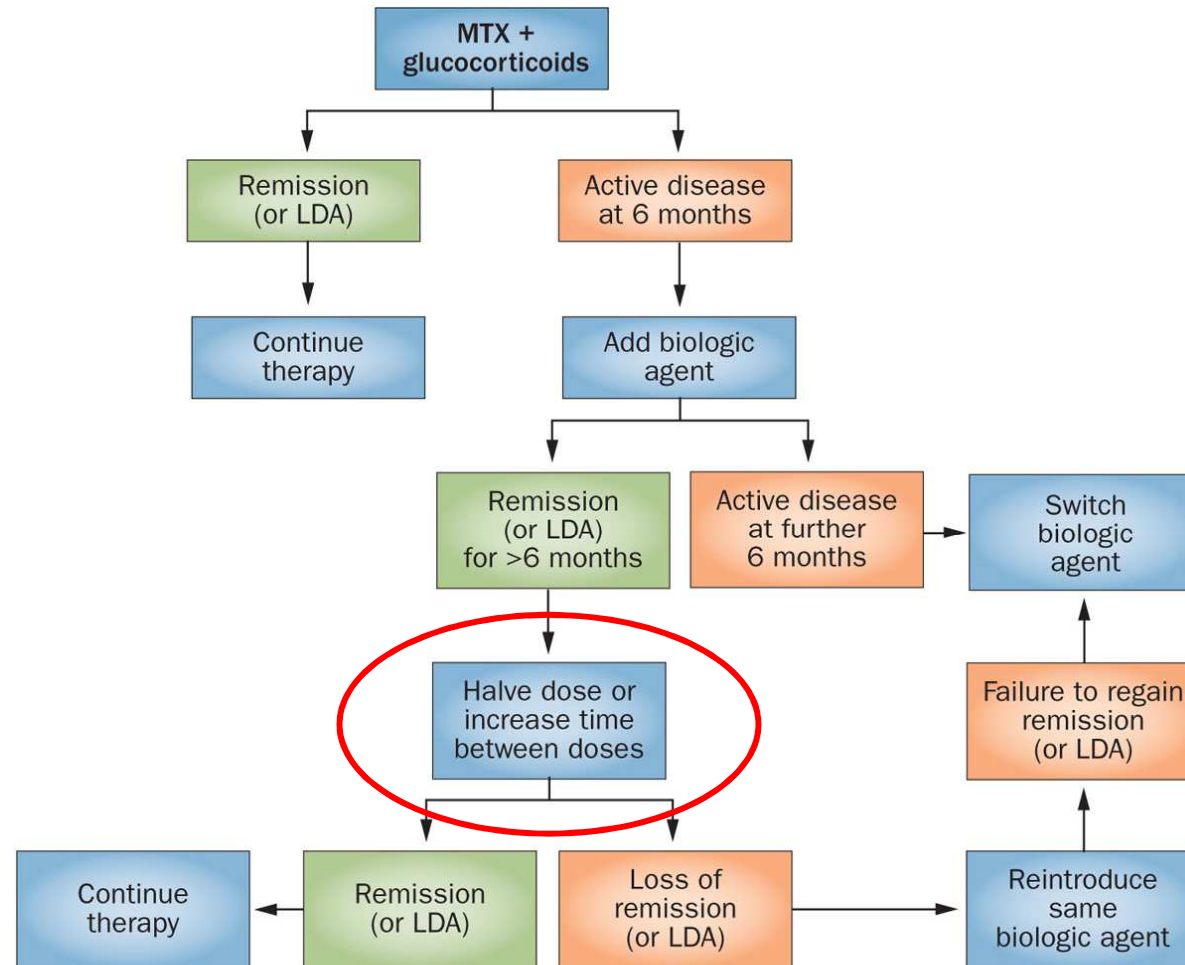 MTX +
glucocorticoids
Remission
(or LDA)
Active disease
at 6 months
Continue
therapy
Add biologic
agent
Remission
(or LDA)
for >6 months
Active disease
at further
6 months
Switch
biologic
agent
Halve dose or
increase time
between doses
Failure to regain
remission
(or LDA)
Continue
therapy
Remission
(or LDA)
Loss of
remission
(or LDA)
Reintroduce
same
biologic agent